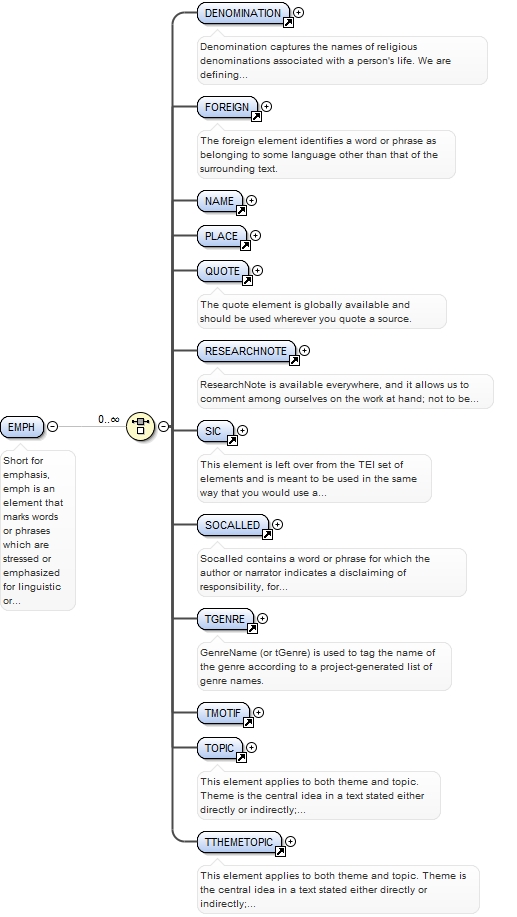 DENOMINATION
Denomination captures the names of religious
denominations associated with a person's life. We are
defining...
FOREIGN
The foreign element identifies a word or phrase as
belonging to some language other than that of the
surrounding text.
NAME
PLACE
QUOTE
The quote element is globally available and
should be used wherever you quote a source.
RESEARCHNOTE
ResearchNote is available everywhere, and it allows us to
comment among ourselves on the work at hand; not to be...
EMPH
0..∞
Short for
emphasis,
emph is an
element that
marks words
or phrases
which are
stressed or
emphasized
for linguistic
or...
SIC
This element is left over from the TEI set of
elements and is meant to be used in the same
way that you would use a...
SOCALLED
Socalled contains a word or phrase for which the
author or narrator indicates a disclaiming of
responsibility, for...
TGENRE
GenreName (or tGenre) is used to tag the name of
the genre according to a project-generated list of
genre names.
TMOTIF
TOPIC
This element applies to both theme and topic.
Theme is the central idea in a text stated either
directly or indirectly;...
TTHEMETOPIC
This element applies to both theme and topic. Theme is
the central idea in a text stated either directly or
indirectly;...